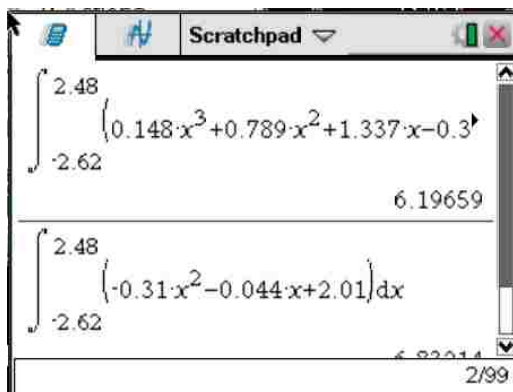 Scratchpad
2.48
(0.148·x³+0.789·x²+1.337·x−0.3
-2.62
6.19659
2.48
(-0.31·x²−0.044·x+2.01)dx
-2.62
2/99